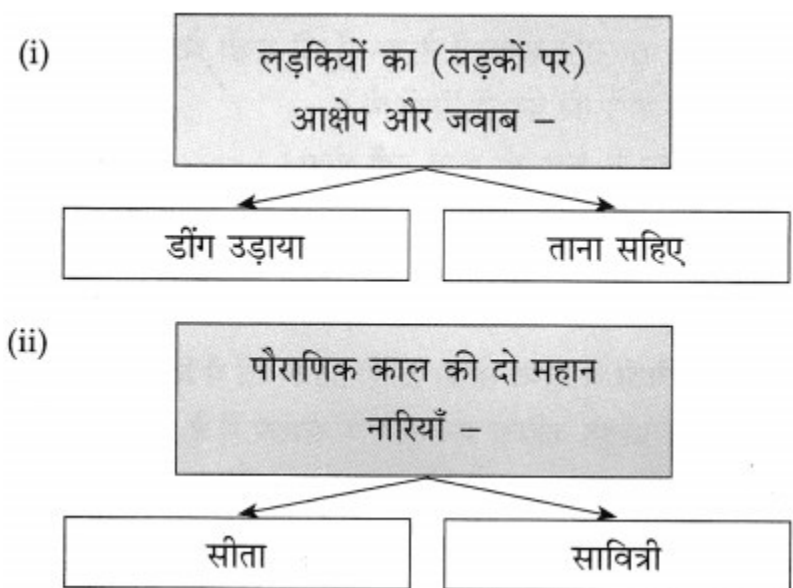 (i)
लड़कियों का (लड़कों पर)
आक्षेप और जवाब –
डींग उड़ाया
ताना सहिए
(ii)
पौराणिक काल की दो महान
नारियाँ –
सीता
सावित्री